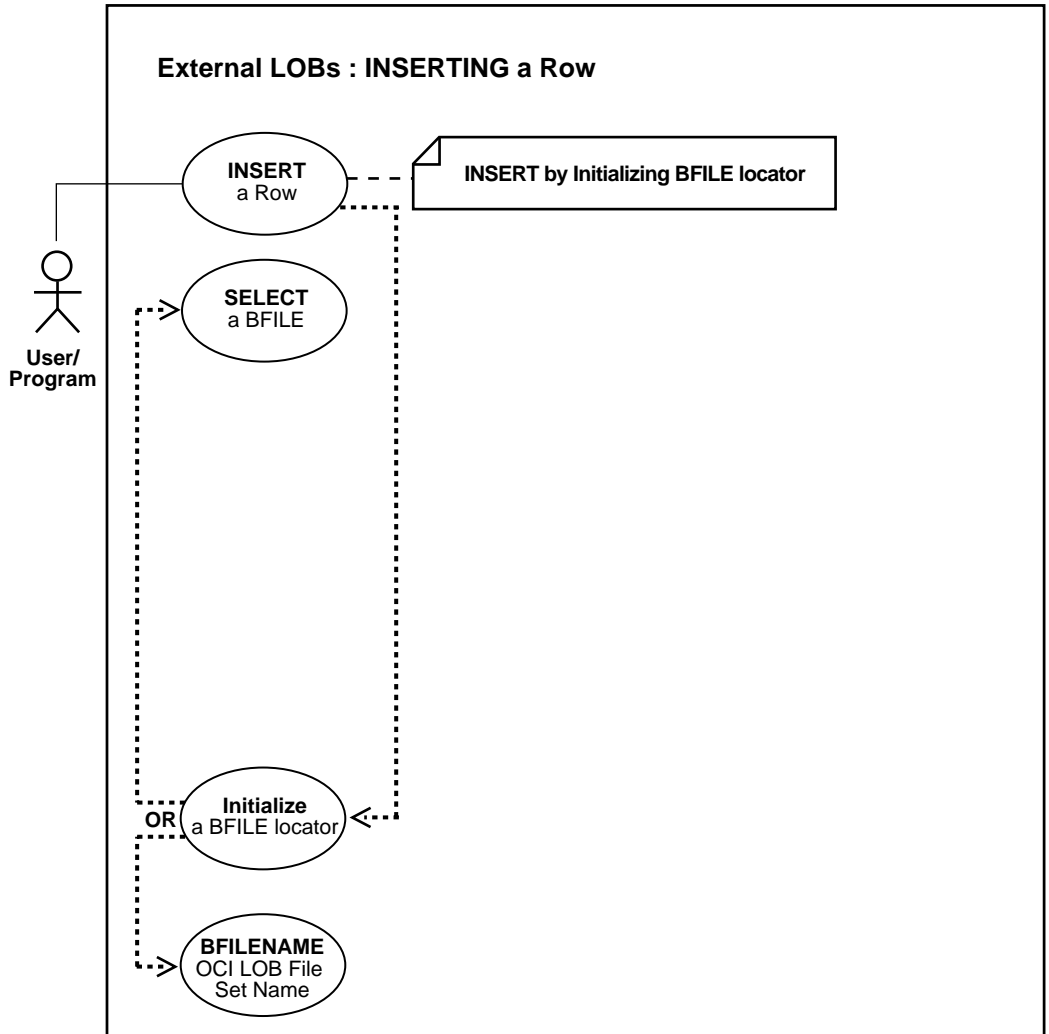 External LOBs : INSERTING a Row
INSERT
a Row
INSERT by Initializing BFILE locator
SELECT
a BFILE
User/
Program
OR
Initialize
a BFILE locator
BFILENAME
OCI LOB File
Set Name